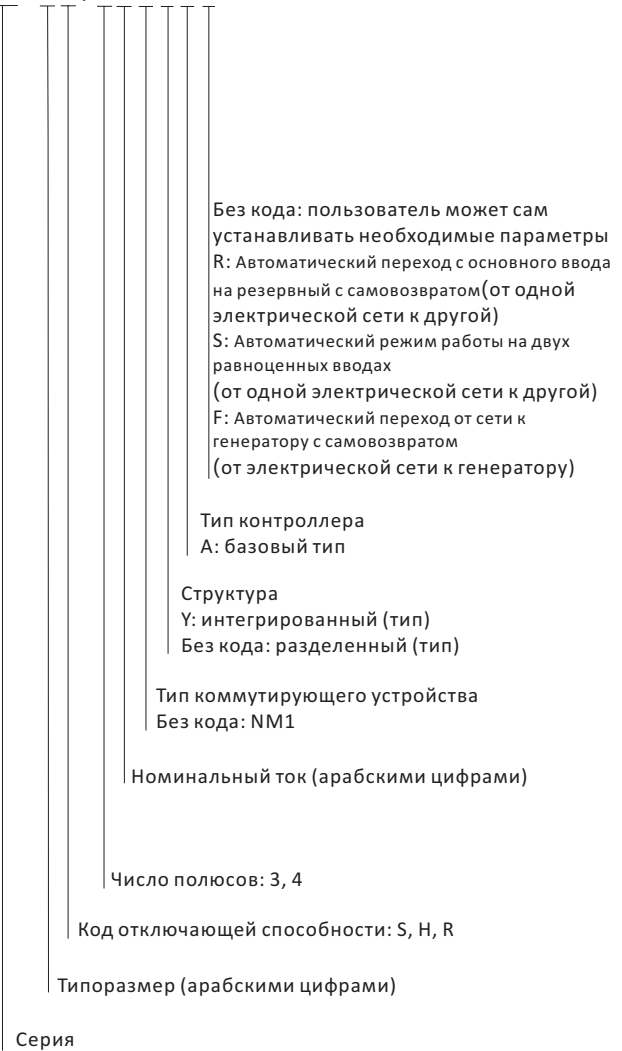 Без кода: пользователь может сам
устанавливать необходимые параметры
R: Автоматический переход с основного ввода
на резервный с самовозвратом(от одной
электрической сети к другой)
S: Автоматический режим работы на двух
равноценных вводах
(от одной электрической сети к другой)
F: Автоматический переход от сети к
генератору с самовозвратом
(от электрической сети к генератору)
Тип контроллера
A: базовый тип
Структура
Y: интегрированный (тип)
Без кода: разделенный (тип)
Тип коммутирующего устройства
Без кода: NM1
Номинальный ток (арабскими цифрами)
Число полюсов: 3, 4
Код отключающей способности: S, H, R
Типоразмер (арабскими цифрами)
Серия